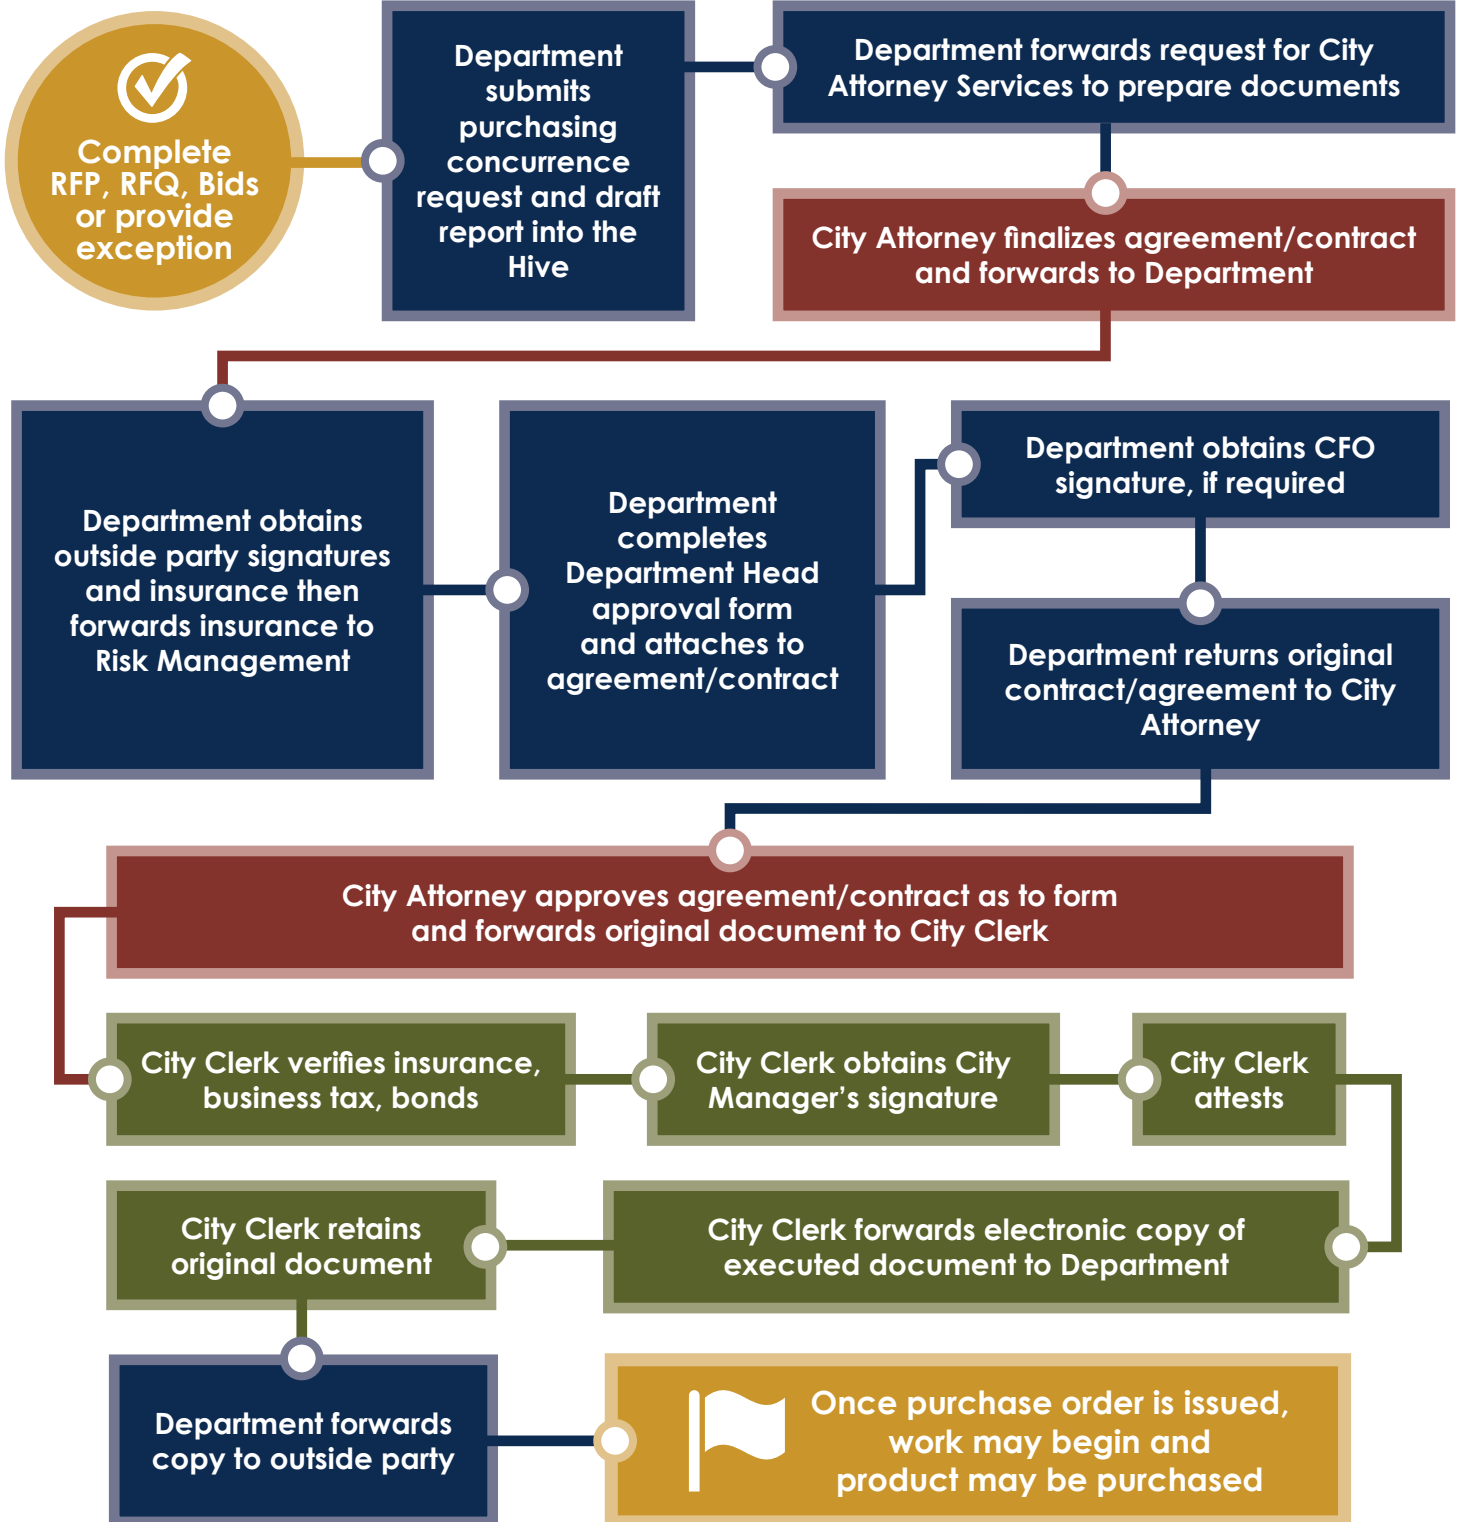 Complete
RFP, RFQ, Bids
or provide
exception
Department
submits
purchasing
concurrence
request and draft
report into the
Hive
Department forwards request for City
Attorney Services to prepare documents
City Attorney finalizes agreement/contract
and forwards to Department
Department obtains
outside party signatures
and insurance then
forwards insurance to
Risk Management
Department
completes
Department Head
approval form
and attaches to
agreement/contract
Department obtains CFO
signature, if required
Department returns original
contract/agreement to City
Attorney
City Attorney approves agreement/contract as to form
and forwards original document to City Clerk
City Clerk verifies insurance,
business tax, bonds
City Clerk obtains City
Manager’s signature
City Clerk
attests
City Clerk forwards electronic copy of
executed document to Department
City Clerk retains
original document
Department forwards
copy to outside party
Once purchase order is issued,
work may begin and
product may be purchased